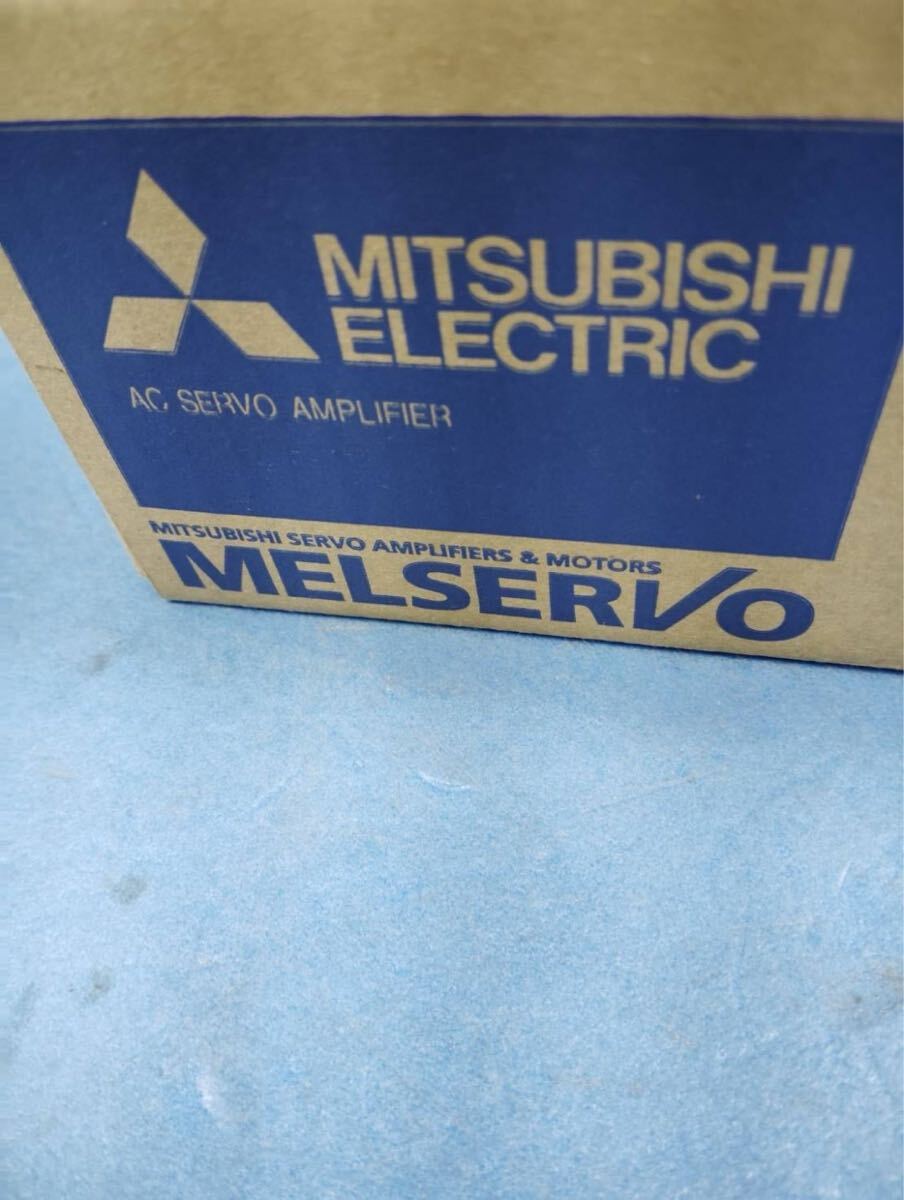 MITSUBISHI
ELECTRIC
AC SERVO AMPLIFIER
MITSUBISHI SERVO AMPLIFIERS & MOTORS
MELSERVO